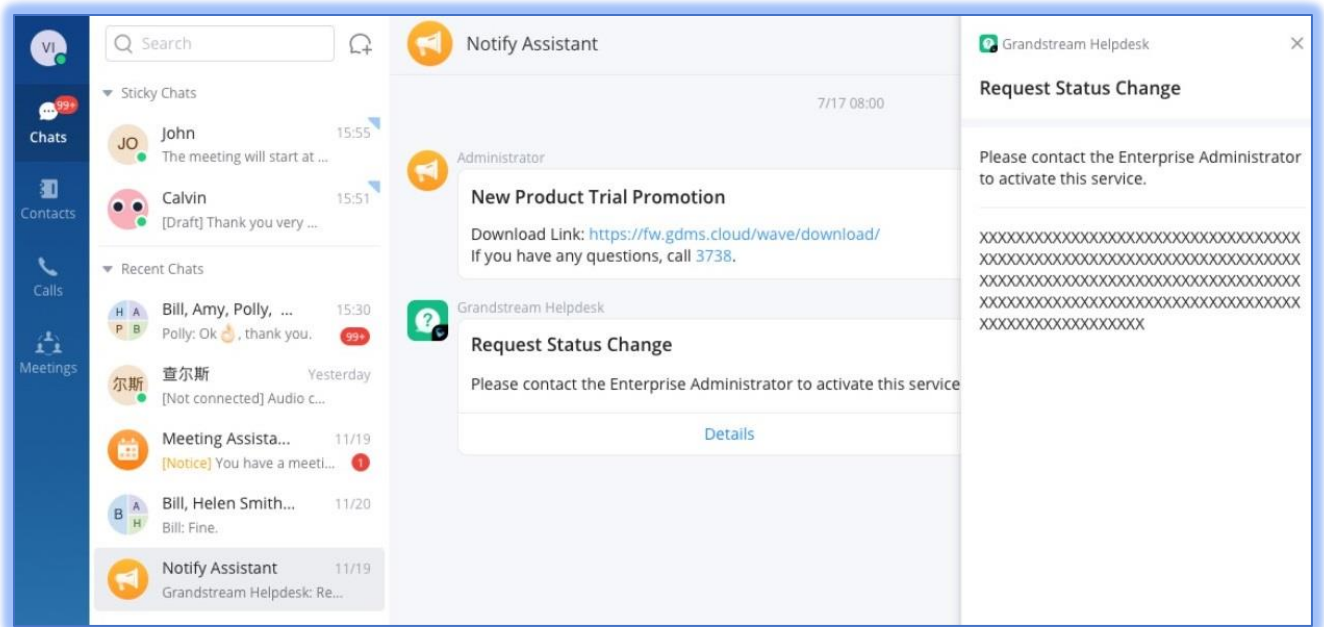 VI
99+
Chats
Contacts
Calls
Meetings
Search
Sticky Chats
JO
John
15:55
The meeting will start at ...
Calvin
15:51
[Draft] Thank you very ...
Recent Chats
H A
P B
Bill, Amy, Polly, ...
15:30
Polly: Ok👌🏻, thank you.
99+
尔斯
查尔斯
Yesterday
[Not connected] Audio c...
Meeting Assista...
11/19
[Notice] You have a meeti...
1
B A
H
Bill, Helen Smith...
11/20
Bill: Fine.
Notify Assistant
11/19
Grandstream Helpdesk: Re...
Notify Assistant
7/17 08:00
Administrator
New Product Trial Promotion
Download Link: https://fw.gdms.cloud/wave/download/
If you have any questions, call 3738.
Grandstream Helpdesk
Request Status Change
Please contact the Enterprise Administrator to activate this service
Details
Grandstream Helpdesk
Request Status Change
Please contact the Enterprise Administrator
to activate this service.
XXXXXXXXXXXXXXXXXXXXXXXXXXXXXXXXXXX
XXXXXXXXXXXXXXXXXXXXXXXXXXXXXXXXXXX
XXXXXXXXXXXXXXXXXXXXXXXXXXXXXXXXXXX
XXXXXXXXXXXXXXXXXXXXXXXXXXXXXXXXXXX
XXXXXXXXXXXXXXXXXX